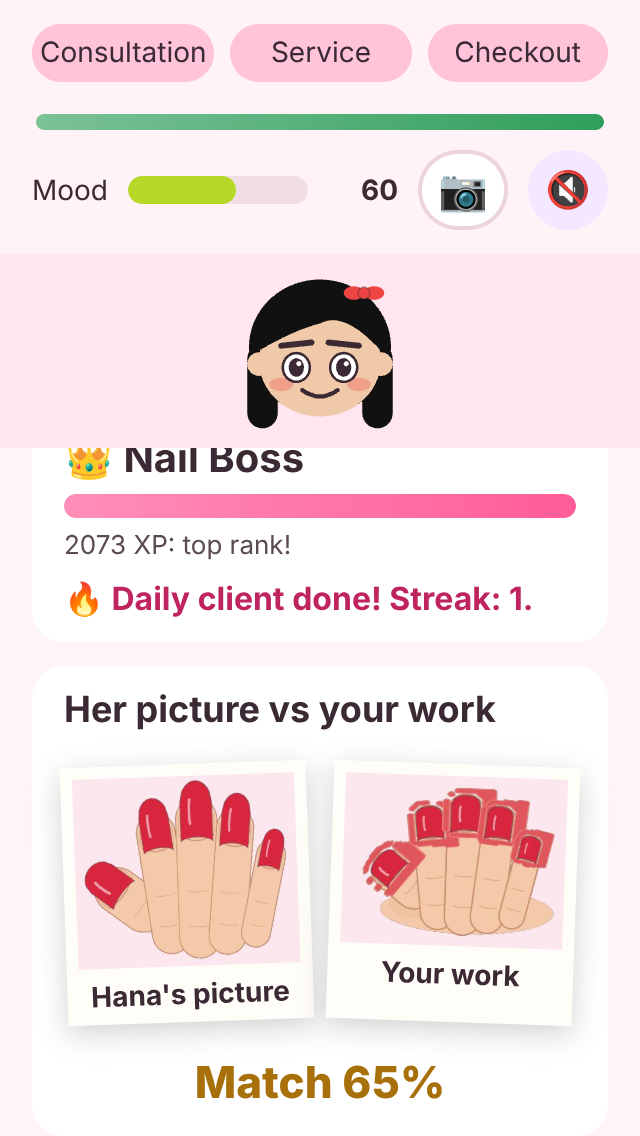 Consultation
Service
Checkout
Mood
60
Nail Boss
2073 XP: top rank!
Daily client done! Streak: 1.
Her picture vs your work
Hana's picture
Your work
Match 65%